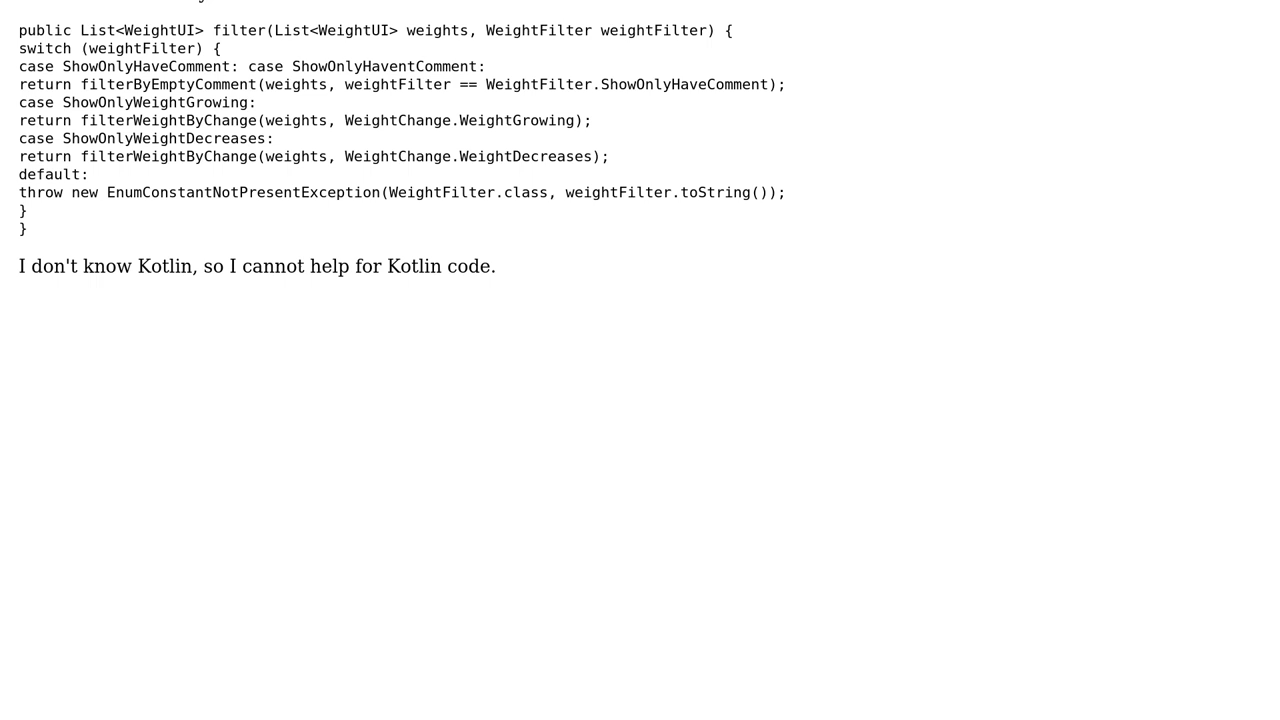 public List<WeightUI> filter(List<WeightUI> weights, WeightFilter weightFilter) {
switch (weightFilter) {
case ShowOnlyHaveComment: case ShowOnlyHaventComment:
return filterByEmptyComment(weights, weightFilter == WeightFilter.ShowOnlyHaveComment);
case ShowOnlyWeightGrowing:
return filterWeightByChange(weights, WeightChange.WeightGrowing);
case ShowOnlyWeightDecreases:
return filterWeightByChange(weights, WeightChange.WeightDecreases);
default:
throw new EnumConstantNotPresentException(WeightFilter.class, weightFilter.toString());
}
}
I don't know Kotlin, so I cannot help for Kotlin code.